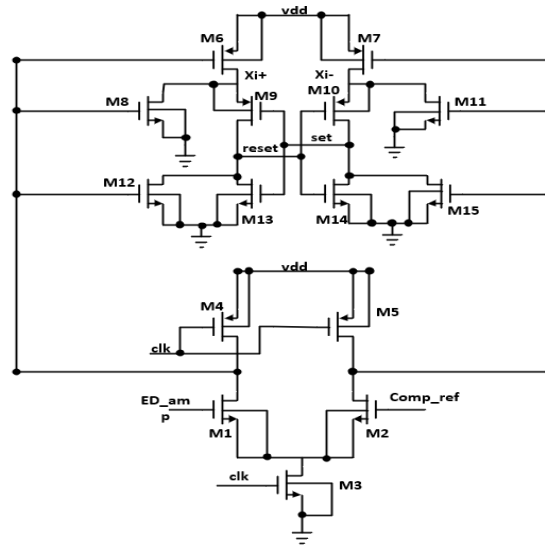 vdd
M6
M7
Xi+
Xi-
M8
M9
M10
M11
reset
set
M12
M13
M14
M15
vdd
M4
M5
clk
ED_am
p
Comp_ref
M1
M2
clk
M3